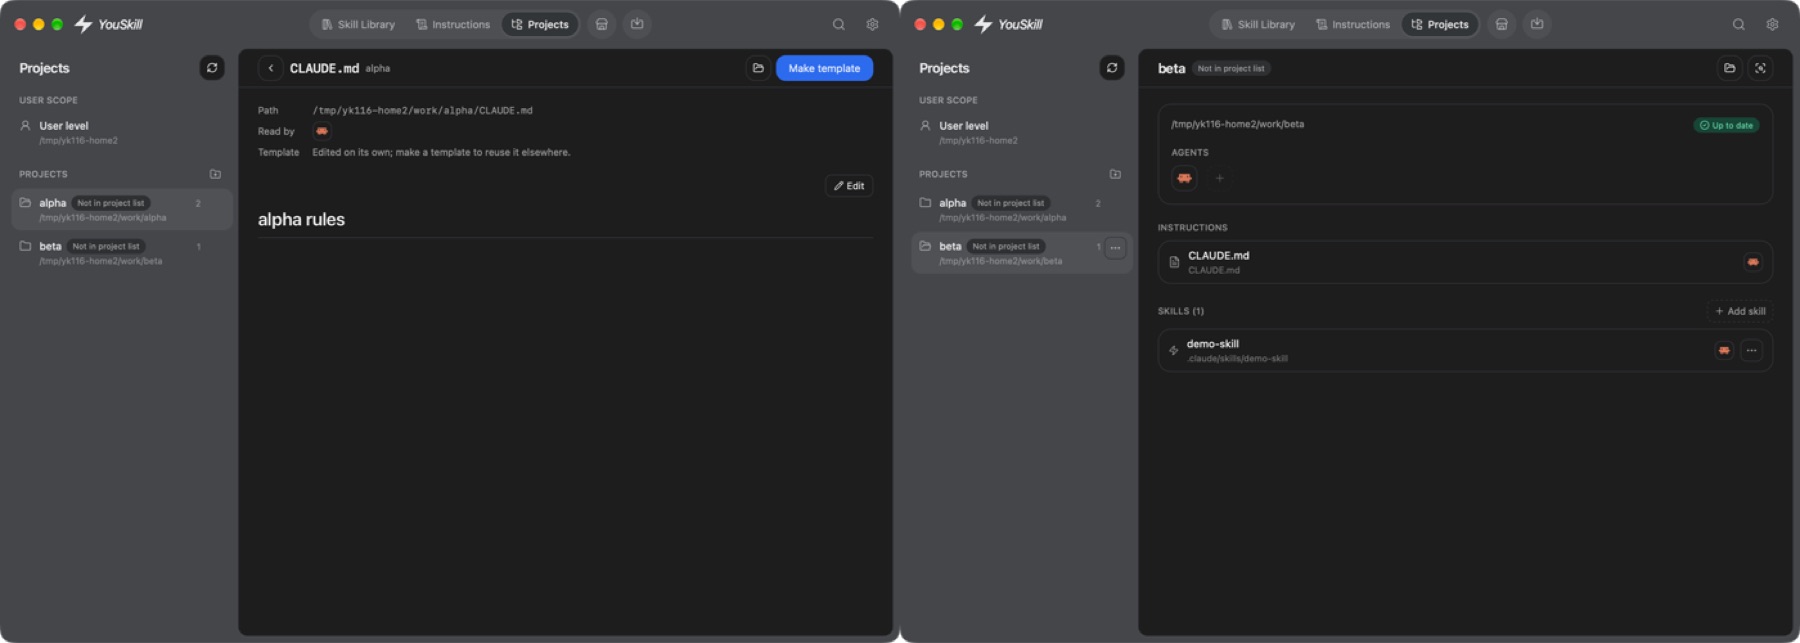 YouSkill
Skill Library
Instructions
Projects
Projects
USER SCOPE
User level
/tmp/yk116-home2
PROJECTS
alpha Not in project list 2
/tmp/yk116-home2/work/alpha
beta Not in project list 1
/tmp/yk116-home2/work/beta
CLAUDE.md alpha
Make template
Path /tmp/yk116-home2/work/alpha/CLAUDE.md
Read by
Template Edited on its own; make a template to reuse it elsewhere.
Edit
alpha rules
YouSkill
Skill Library
Instructions
Projects
Projects
USER SCOPE
User level
/tmp/yk116-home2
PROJECTS
alpha Not in project list 2
/tmp/yk116-home2/work/alpha
beta Not in project list 1
/tmp/yk116-home2/work/beta
beta Not in project list
/tmp/yk116-home2/work/beta
Up to date
AGENTS
INSTRUCTIONS
CLAUDE.md
CLAUDE.md
SKILLS (1)
+ Add skill
demo-skill
.claude/skills/demo-skill